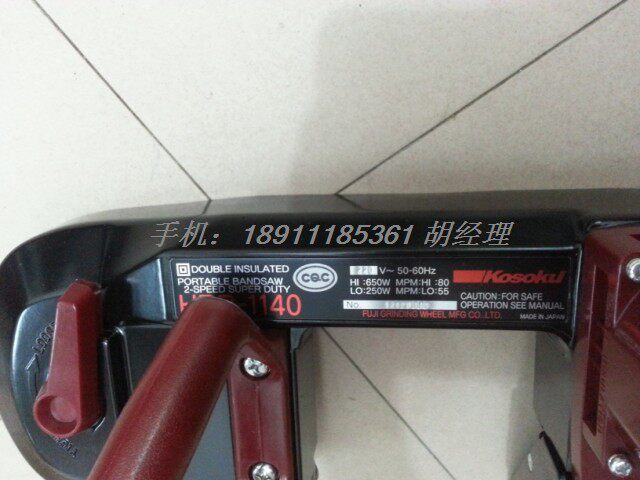 手机： 18911185361 胡经理
DOUBLE INSULATED
PORTABLE BANDSAW
2-SPEED SUPER DUTY
1140
CQC
220 V~ 50-60Hz
HI :650W MPM:HI :80
LO:250W MPM:LO:55
No.
Kosoku
CAUTION: FOR SAFE
OPERATION SEE MANUAL
FUJI GRINDING WHEEL MFG CO.,LTD.
MADE IN JAPAN